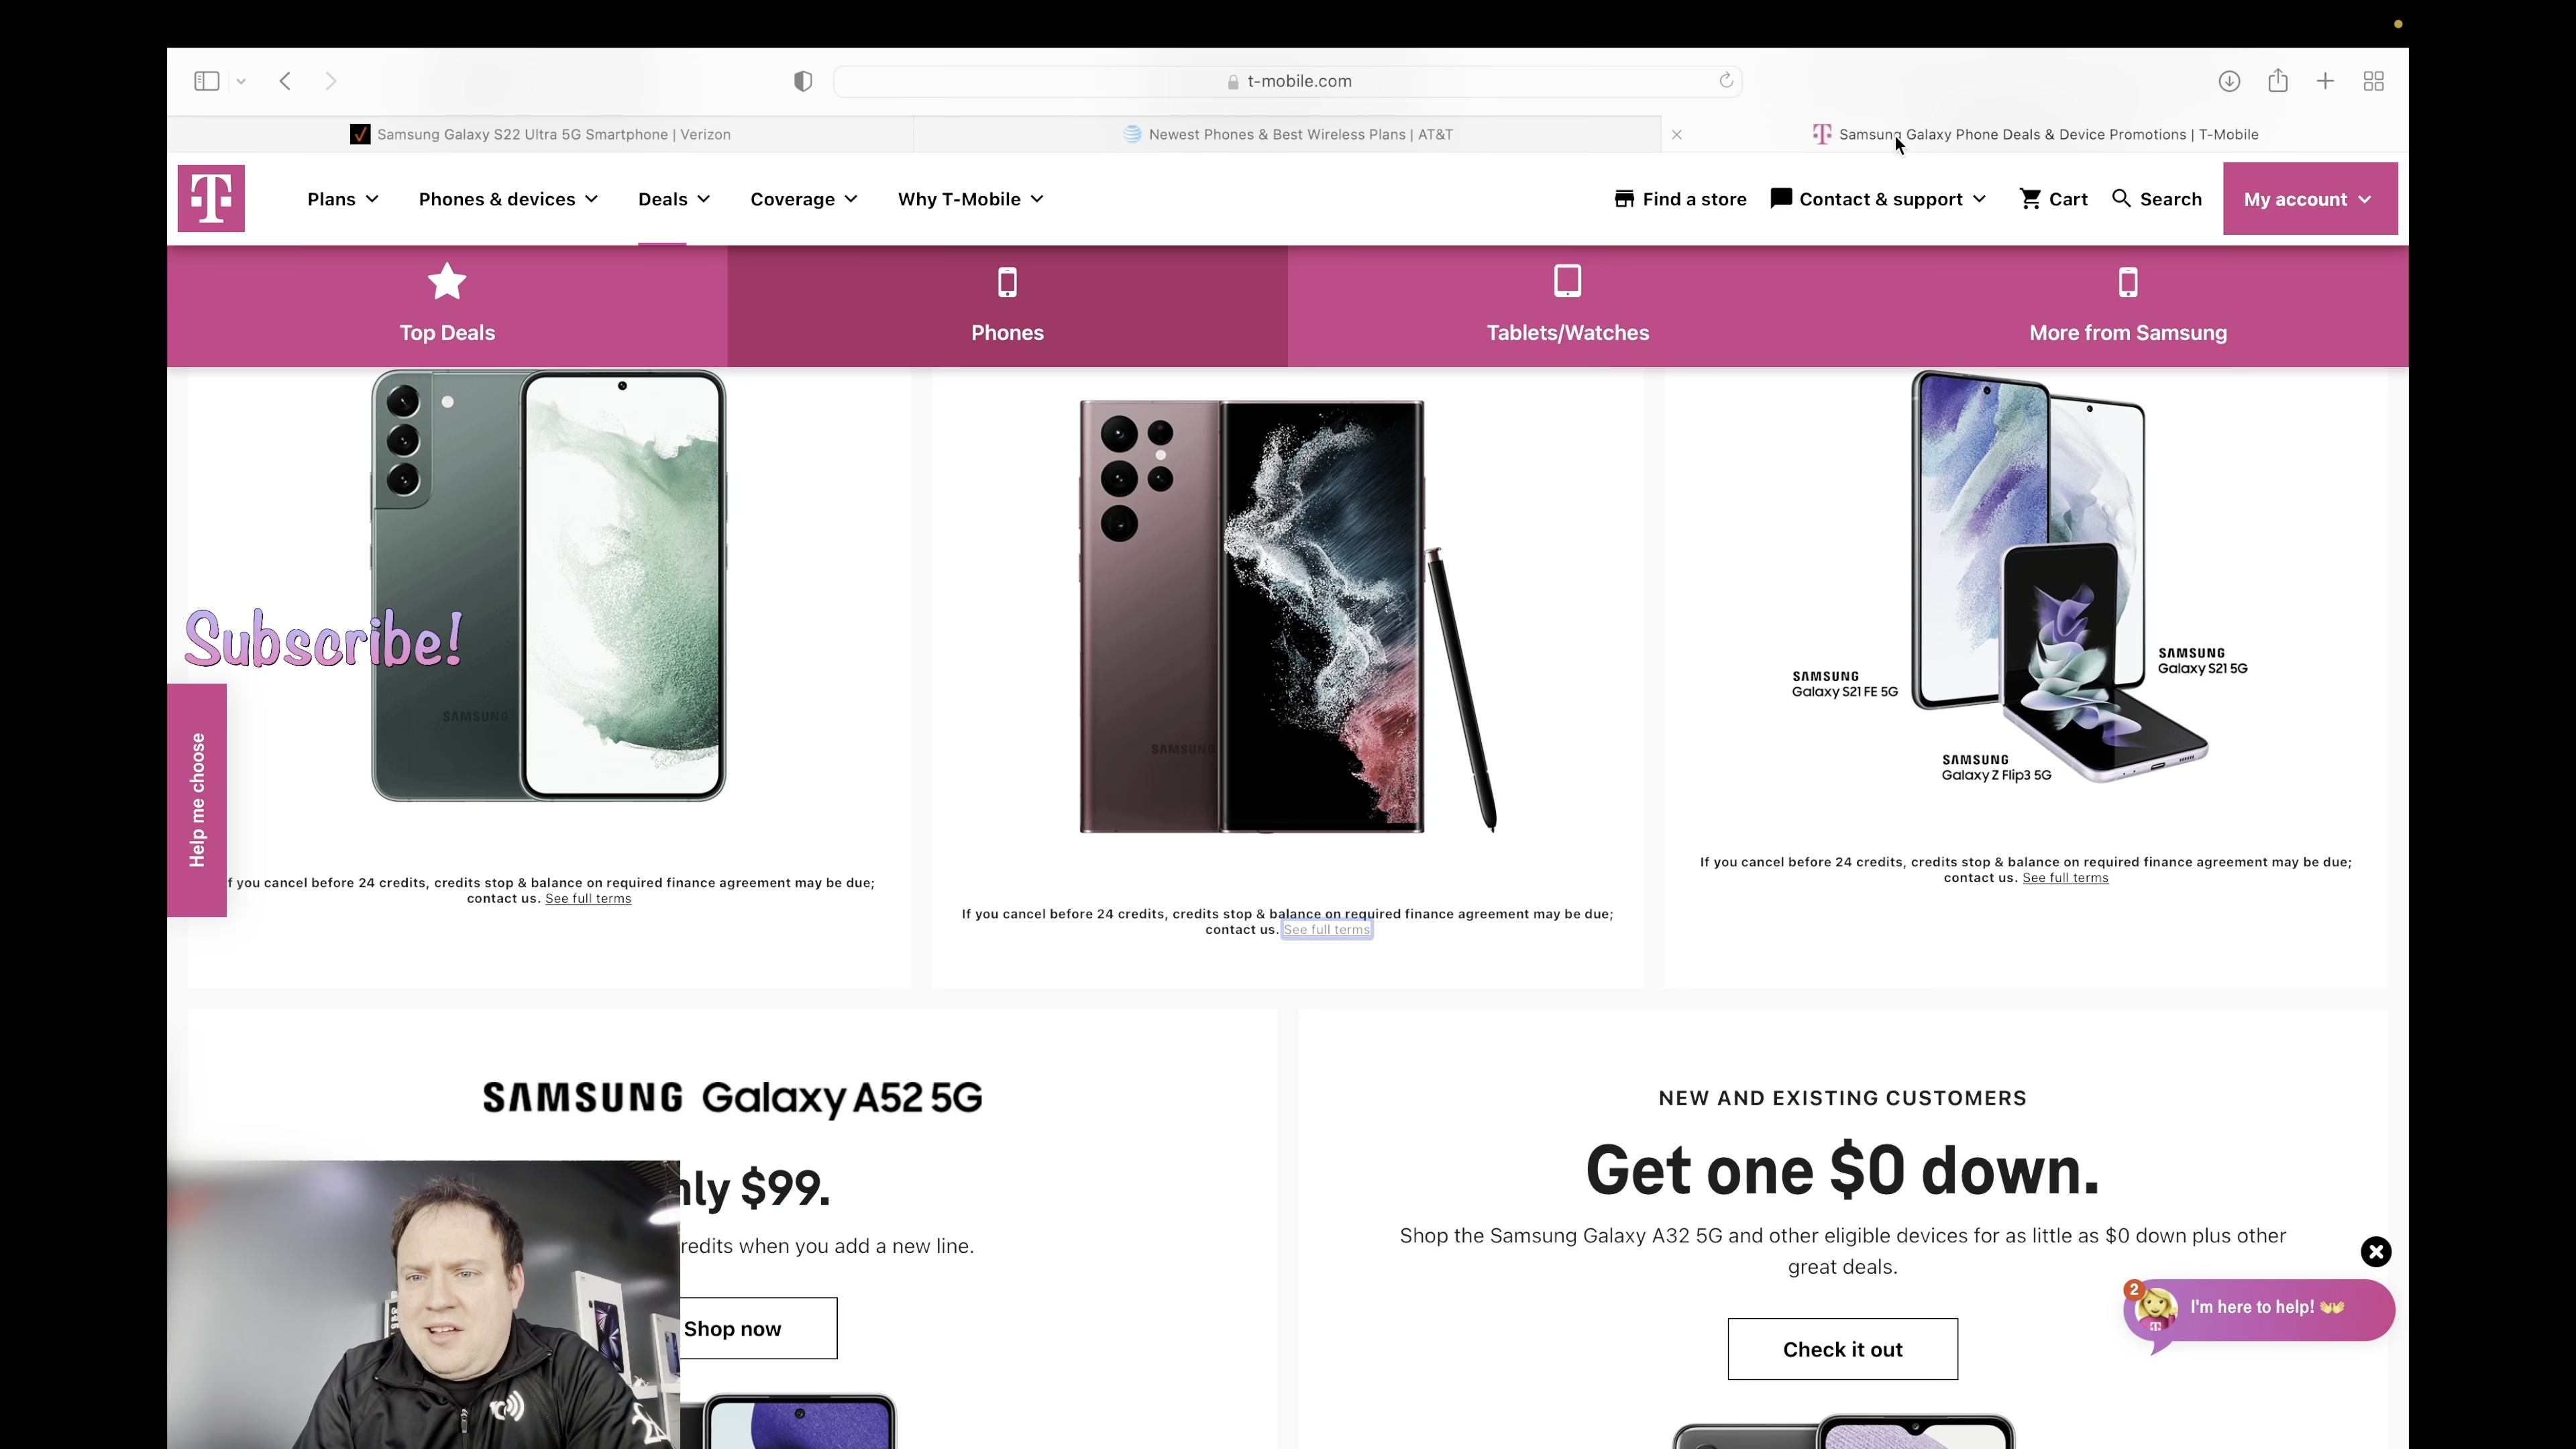 t-mobile.com
Samsung Galaxy S22 Ultra 5G Smartphone | Verizon
Newest Phones & Best Wireless Plans | AT&T
Samsung Galaxy Phone Deals & Device Promotions | T-Mobile
T
Plans
Phones & devices
Deals
Coverage
Why T-Mobile
Find a store
Contact & support
Cart
Search
My account
Top Deals
Phones
Tablets/Watches
More from Samsung
Subscribe!
SAMSUNG
SAMSUNG
SAMSUNG
Galaxy S21 FE 5G
SAMSUNG
Galaxy S21 5G
SAMSUNG
Galaxy Z Flip3 5G
Help me choose
f you cancel before 24 credits, credits stop & balance on required finance agreement may be due;
contact us. See full terms
If you cancel before 24 credits, credits stop & balance on required finance agreement may be due;
contact us. See full terms
If you cancel before 24 credits, credits stop & balance on required finance agreement may be due;
contact us. See full terms
SAMSUNG Galaxy A52 5G
nly $99.
redits when you add a new line.
Shop now
NEW AND EXISTING CUSTOMERS
Get one $0 down.
Shop the Samsung Galaxy A32 5G and other eligible devices for as little as $0 down plus other
great deals.
Check it out
2
I'm here to help! 👐